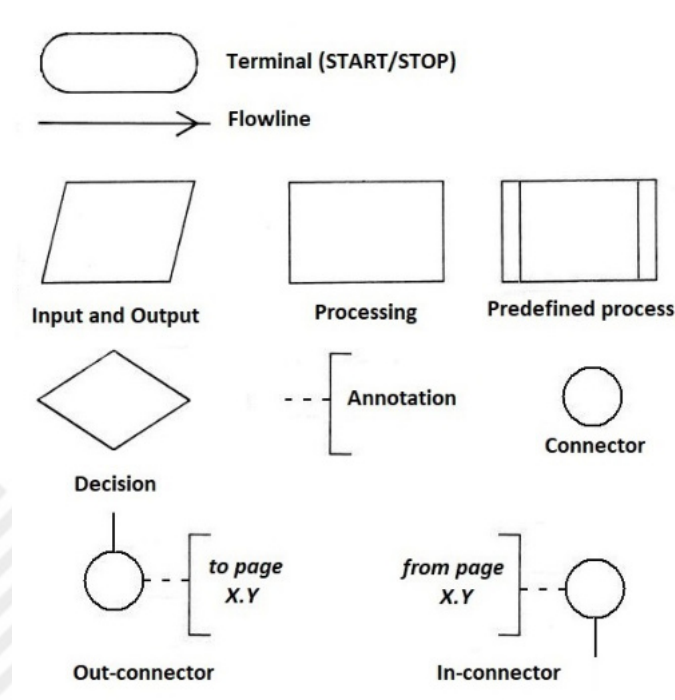 Terminal (START/STOP)
Flowline
Input and Output
Processing
Predefined process
Annotation
Connector
Decision
to page
X.Y
from page
X.Y
Out-connector
In-connector